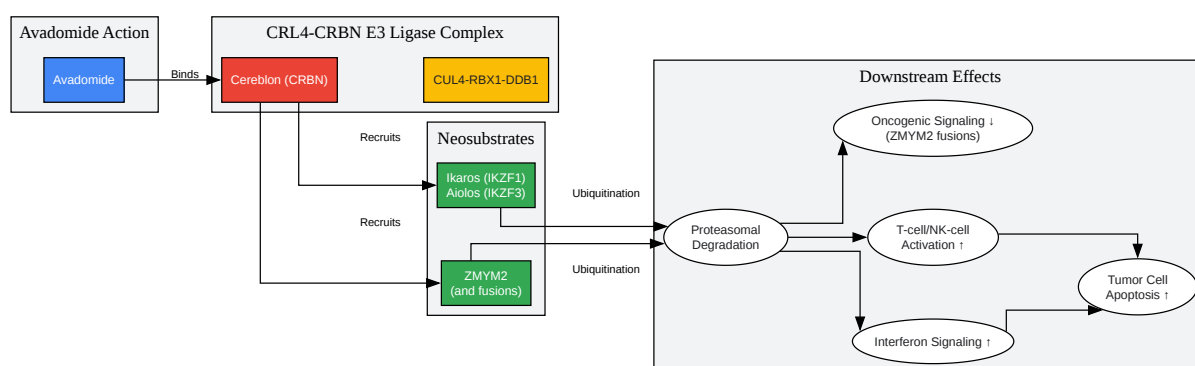 Avadomide Action
CRL4-CRBN E3 Ligase Complex
Avadomide
Binds
Cereblon (CRBN)
CUL4-RBX1-DDB1
Downstream Effects
Oncogenic Signaling ↓
(ZMYM2 fusions)
Recruits
Neosubstrates
Ikaros (IKZF1)
Aiolos (IKZF3)
Ubiquitination
Recruits
Proteasomal
Degradation
T-cell/NK-cell
Activation ↑
Ubiquitination
ZMYM2
(and fusions)
Tumor Cell
Apoptosis ↑
Interferon Signaling ↑